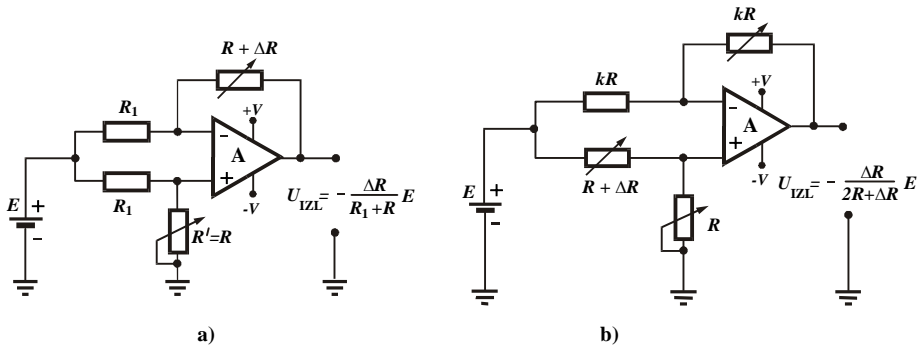 R + ΔR
R₁
+V
−
A
+
R₁
-V
E
+
−
R'=R
U_IZL = − ΔR/(R₁+R) E
a)
kR
kR
+V
−
A
+
R + ΔR
-V
E
+
−
R
U_IZL = − ΔR/(2R+ΔR) E
b)